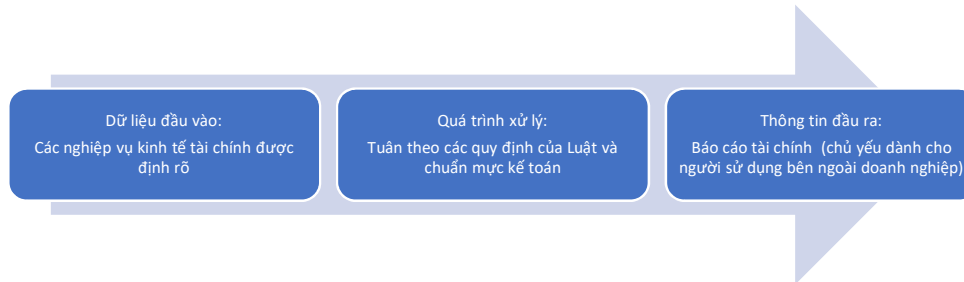 Dữ liệu đầu vào:
Các nghiệp vụ kinh tế tài chính được
định rõ
Quá trình xử lý:
Tuân theo các quy định của Luật và
chuẩn mực kế toán
Thông tin đầu ra:
Báo cáo tài chính (chủ yếu dành cho
người sử dụng bên ngoài doanh nghiệp)